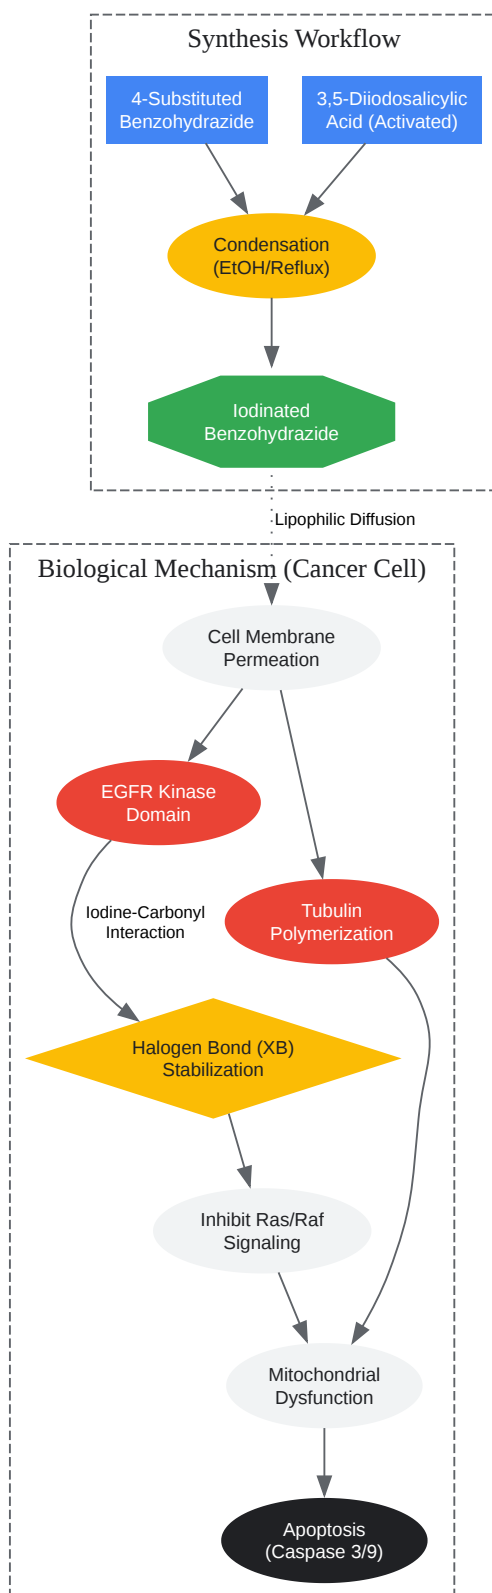 Synthesis Workflow
4-Substituted
Benzohydrazide
3,5-Diiodosalicylic
Acid (Activated)
Condensation
(EtOH/Reflux)
Iodinated
Benzohydrazide
Lipophilic Diffusion
Biological Mechanism (Cancer Cell)
Cell Membrane
Permeation
EGFR Kinase
Domain
Iodine-Carbonyl
Interaction
Tubulin
Polymerization
Halogen Bond (XB)
Stabilization
Inhibit Ras/Raf
Signaling
Mitochondrial
Dysfunction
Apoptosis
(Caspase 3/9)